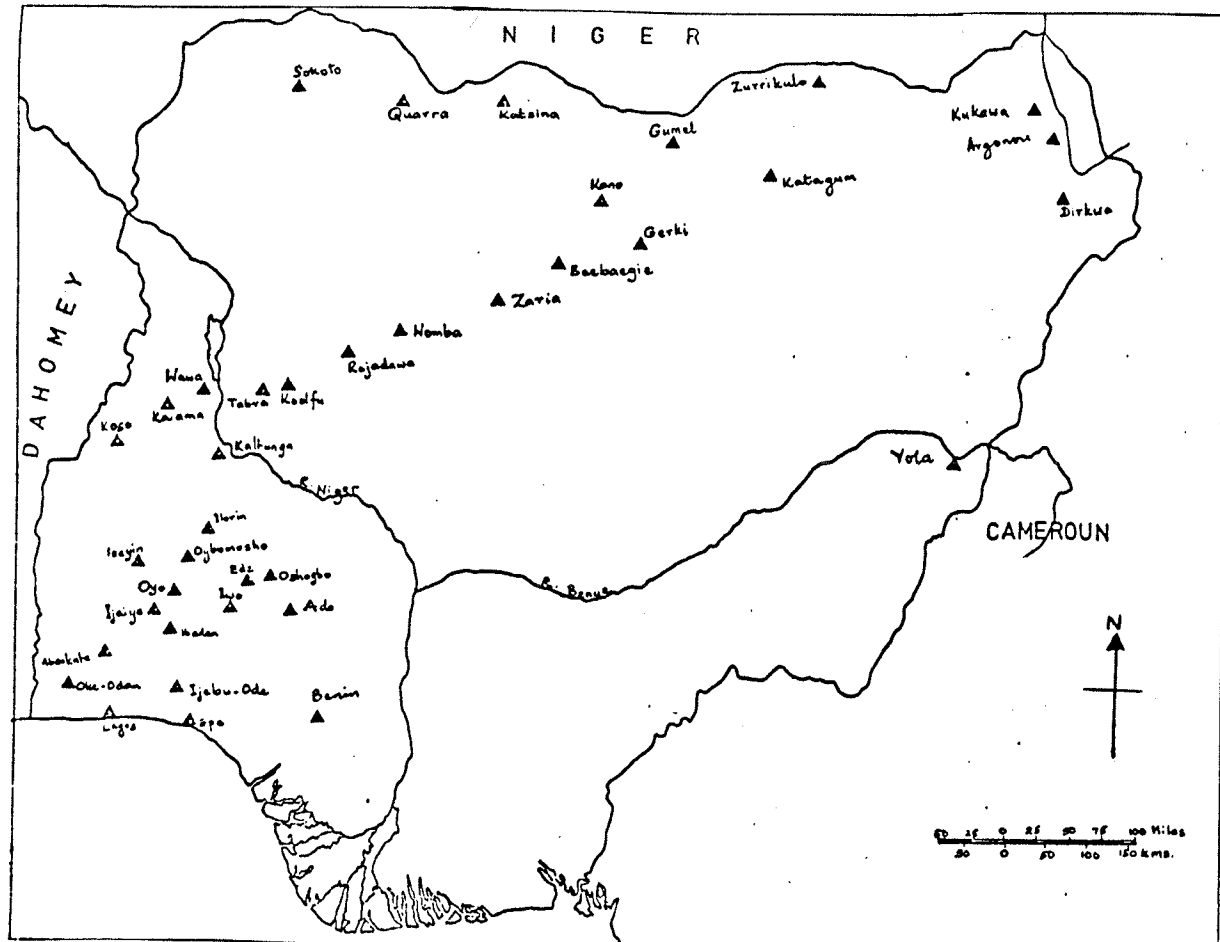 NIGER
Sokoto
Quarra
Katsina
Zurrikulo
Gumel
Kukawa
Argonou
Kano
Katagum
Dirkwa
Gerki
Baebaegie
Zaria
Womba
Rajadawa
DAHOMEY
Wawa
Tabra
Koolfu
Kaiama
Koso
Kaltunga
R. Niger
Yola
CAMEROUN
Ilorin
Iseyin
Ogbomosho
Ede
Oshogbo
Oyo
Iwo
Ijaiye
Ado
Ibadan
R. Benue
N
Abeokuta
Oke-Odan
Ijebu-Ode
Benin
Lagos
Epe
50 25 0 25 50 75 100 Miles
50 0 50 100 150 kms.